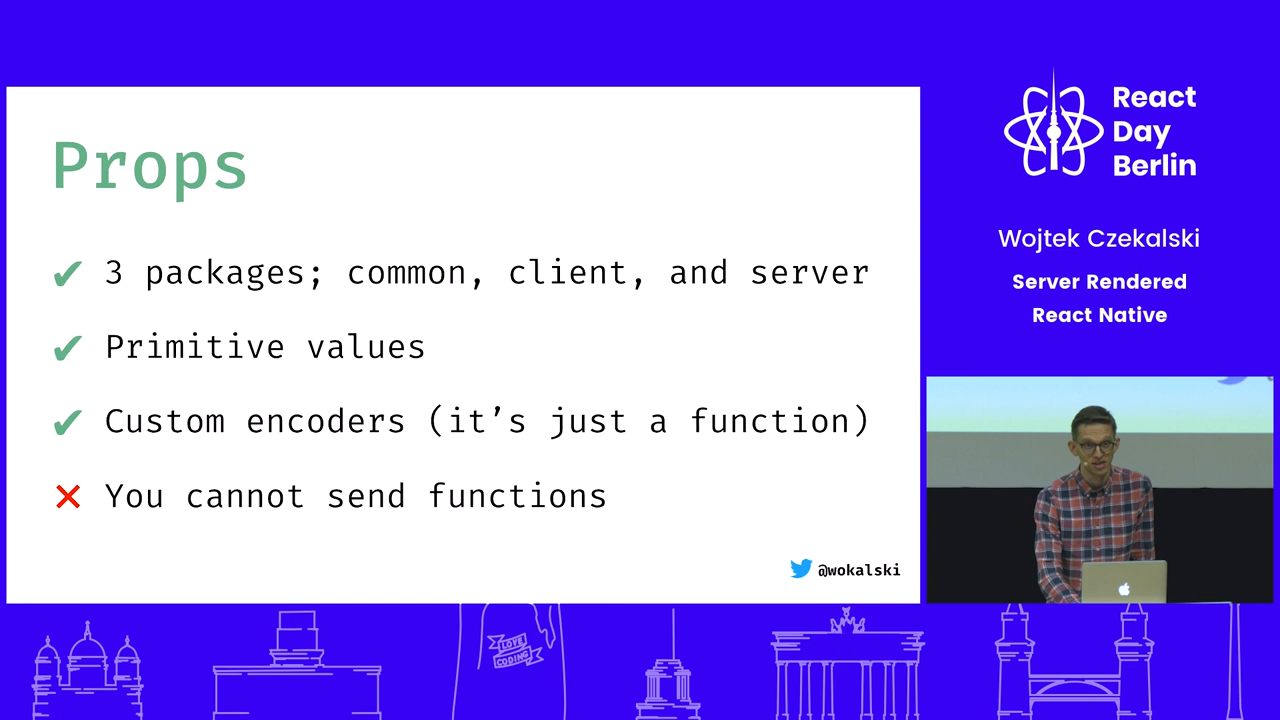 Props
✔ 3 packages; common, client, and server
✔ Primitive values
✔ Custom encoders (it’s just a function)
✕ You cannot send functions
@wokalski
React
Day
Berlin
Wojtek Czekalski
Server Rendered
React Native
LOVE
CODING